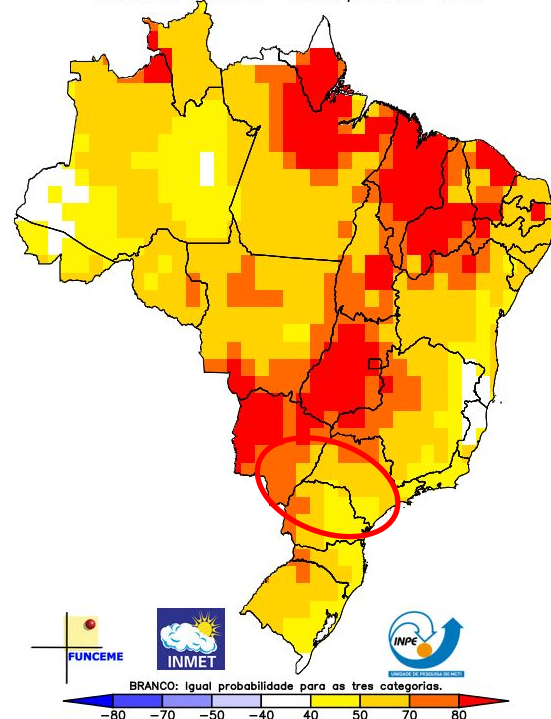 FUNCEME
INMET
INPE
UNIDADE DE PESQUISA DO MCTI
BRANCO: Igual probabilidade para as tres categorias.
−80 −70 −50 −40 40 50 70 80